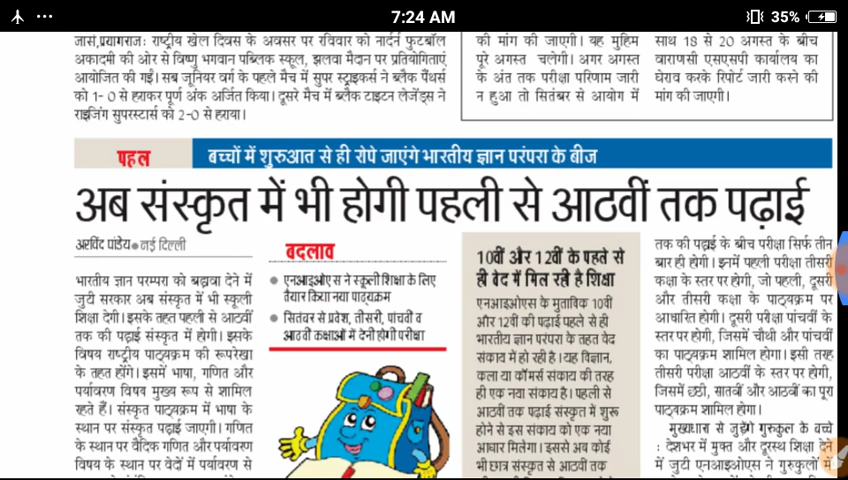 7:24 AM
35%
जासं,प्रयागराज: राष्ट्रीय खेल दिवस के अवसर पर रविवार को नार्दर्न फुटबॉल
अकादमी की ओर से विष्णु भगवान पब्लिक स्कूल, झलवा मैदान पर प्रतियोगिताएं
आयोजित की गईं। सब जूनियर वर्ग के पहले मैच में सुपर स्ट्राइकर्स ने ब्लैक पैंथर्स
को 1- 0 से हराकर पूर्ण अंक अर्जित किया। दूसरे मैच में ब्लैक टाइटन लेजेंड्स ने
राइजिंग सुपरस्टार्स को 2-0 से हराया।
की मांग की जाएगी। यह मुहिम
पूरे अगस्त चलेगी। अगर अगस्त
के अंत तक परीक्षा परिणाम जारी
न हुआ तो सितंबर से आयोग में
साथ 18 से 20 अगस्त के बीच
वाराणसी एसएसपी कार्यालय का
घेराव करके रिपोर्ट जारी करने की
मांग की जाएगी।
पहल
बच्चों में शुरुआत से ही रोपे जाएंगे भारतीय ज्ञान परंपरा के बीज
अब संस्कृत में भी होगी पहली से आठवीं तक पढ़ाई
अरविंद पांडेय●नई दिल्ली
भारतीय ज्ञान परम्परा को बढ़ावा देने में
जुटी सरकार अब संस्कृत में भी स्कूली
शिक्षा देगी। इसके तहत पहली से आठवीं
तक की पढ़ाई संस्कृत में होगी। इसके
विषय राष्ट्रीय पाठ्यक्रम की रूपरेखा
के तहत होंगे। इसमें भाषा, गणित और
पर्यावरण विषय मुख्य रूप से शामिल
रहते हैं। संस्कृत पाठ्यक्रम में भाषा के
स्थान पर संस्कृत पढ़ाई जाएगी। गणित
के स्थान पर वैदिक गणित और पर्यावरण
विषय के स्थान पर वेदों में पर्यावरण से
बदलाव
● एनआइओएस ने स्कूली शिक्षा के लिए
तैयार किया नया पाठ्यक्रम
● सितंबर से प्रवेश, तीसरी, पांचवीं व
आठवीं कक्षाओं में देनी होगी परीक्षा
10वीं और 12वीं के पहले से
ही वेद में मिल रही है शिक्षा
एनआइओएस के मुताबिक 10वीं
और 12वीं की पढ़ाई पहले से ही
भारतीय ज्ञान परंपरा के तहत वेद
संकाय में हो रही है। यह विज्ञान,
कला या कॉमर्स संकाय की तरह
ही एक नया संकाय है। पहली से
आठवीं तक पढ़ाई संस्कृत में शुरू
होने से इस संकाय को एक नया
आधार मिलेगा। इससे अब कोई
भी छात्र संस्कृत से आठवीं तक
तक की पढ़ाई के बीच परीक्षा सिर्फ तीन
बार ही होगी। इनमें पहली परीक्षा तीसरी
कक्षा के स्तर पर होगी, जो पहली, दूसरी
और तीसरी कक्षा के पाठ्यक्रम पर
आधारित होगी। दूसरी परीक्षा पांचवीं के
स्तर पर होगी, जिसमें चौथी और पांचवीं
का पाठ्यक्रम शामिल होगा। इसी तरह
तीसरी परीक्षा आठवीं के स्तर पर होगी,
जिसमें छठी, सातवीं और आठवीं का पूरा
पाठ्यक्रम शामिल होगा।
मुख्यधारा से जुड़ेंगे गुरुकुल के बच्चे
: देशभर में मुक्त और दूरस्थ शिक्षा देने
में जुटी एनआइओएस ने गुरुकुलों में